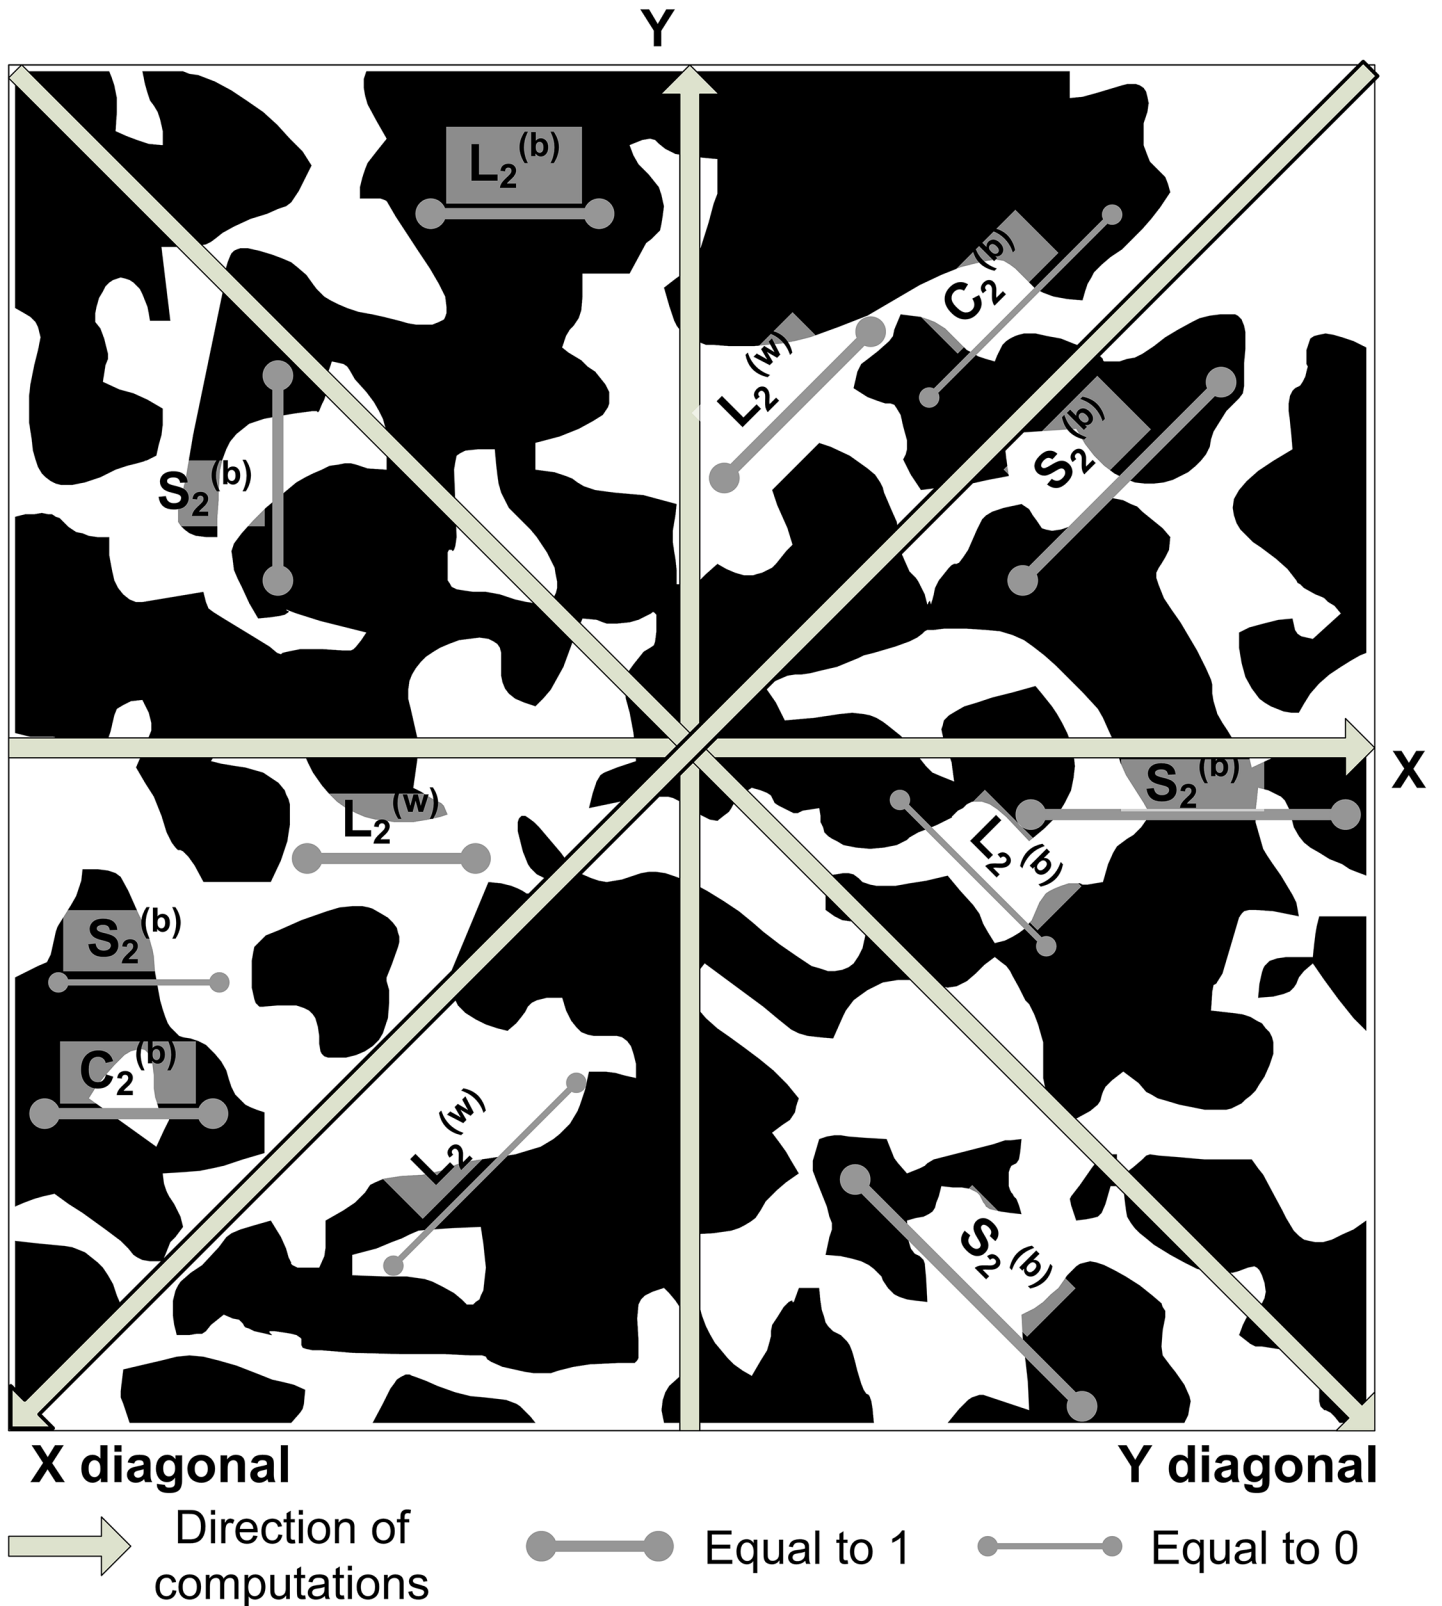 Y
L2(b)
C2(b)
L2(w)
S2(b)
S2(b)
X
S2(b)
L2(w)
L2(b)
S2(b)
C2(b)
L2(w)
S2(b)
X diagonal
Y diagonal
Direction of
computations
Equal to 1
Equal to 0